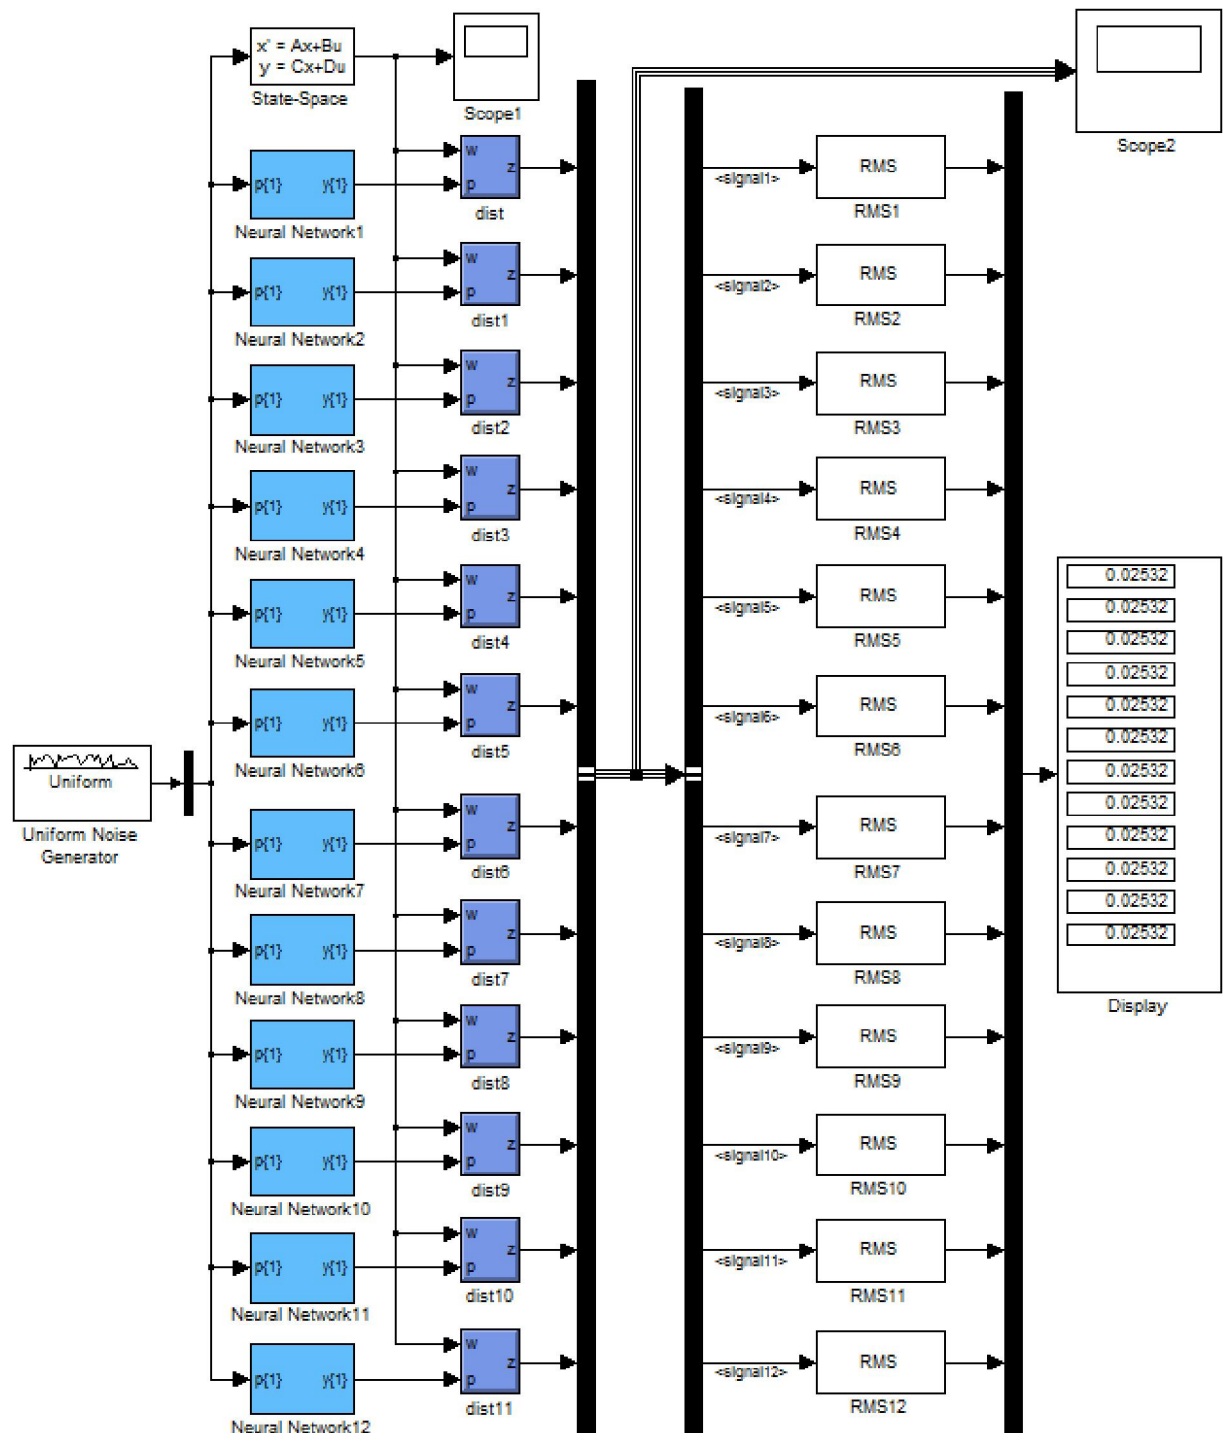 x' = Ax+Bu
y = Cx+Du
State-Space
Scope1
Scope2
w
p
z
dist
p{1} y{1}
Neural Network1
<signal1>
RMS
RMS1
w
p
z
dist1
p{1} y{1}
Neural Network2
<signal2>
RMS
RMS2
w
p
z
dist2
p{1} y{1}
Neural Network3
<signal3>
RMS
RMS3
w
p
z
dist3
p{1} y{1}
Neural Network4
<signal4>
RMS
RMS4
w
p
z
dist4
p{1} y{1}
Neural Network5
<signal5>
RMS
RMS5
w
p
z
dist5
p{1} y{1}
Neural Network6
<signal6>
RMS
RMS6
Uniform
Uniform Noise
Generator
w
p
z
dist6
p{1} y{1}
Neural Network7
<signal7>
RMS
RMS7
w
p
z
dist7
p{1} y{1}
Neural Network8
<signal8>
RMS
RMS8
w
p
z
dist8
p{1} y{1}
Neural Network9
<signal9>
RMS
RMS9
w
p
z
dist9
p{1} y{1}
Neural Network10
<signal10>
RMS
RMS10
w
p
z
dist10
p{1} y{1}
Neural Network11
<signal11>
RMS
RMS11
w
p
z
dist11
p{1} y{1}
Neural Network12
<signal12>
RMS
RMS12
0.02532
0.02532
0.02532
0.02532
0.02532
0.02532
0.02532
0.02532
0.02532
0.02532
0.02532
0.02532
Display